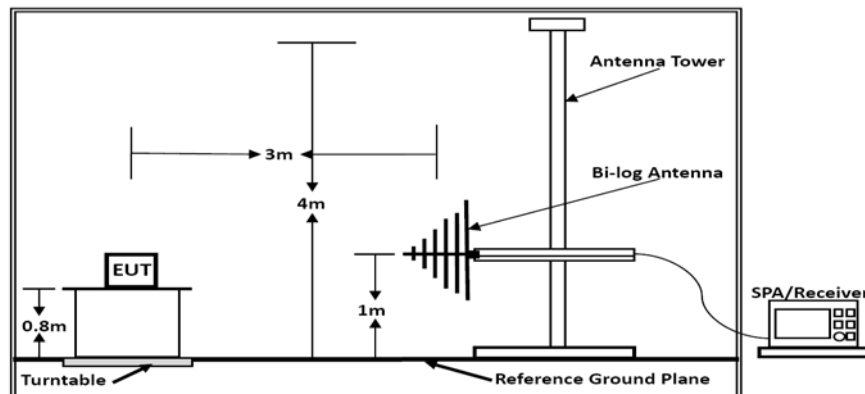 Antenna Tower
3m
Bi-log Antenna
4m
EUT
1m
0.8m
SPA/Receiver
Turntable
Reference Ground Plane